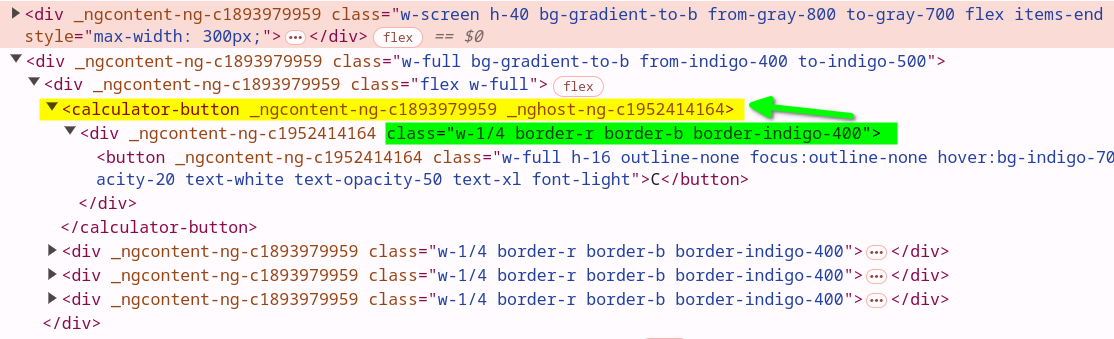 <div _ngcontent-ng-c1893979959 class="w-screen h-40 bg-gradient-to-b from-gray-800 to-gray-700 flex items-end
style="max-width: 300px;"> ••• </div> flex == $0
<div _ngcontent-ng-c1893979959 class="w-full bg-gradient-to-b from-indigo-400 to-indigo-500">
<div _ngcontent-ng-c1893979959 class="flex w-full"> flex
<calculator-button _ngcontent-ng-c1893979959 _nghost-ng-c1952414164>
<div _ngcontent-ng-c1952414164 class="w-1/4 border-r border-b border-indigo-400">
<button _ngcontent-ng-c1952414164 class="w-full h-16 outline-none focus:outline-none hover:bg-indigo-70
acity-20 text-white text-opacity-50 text-xl font-light">C</button>
</div>
</calculator-button>
<div _ngcontent-ng-c1893979959 class="w-1/4 border-r border-b border-indigo-400"> ••• </div>
<div _ngcontent-ng-c1893979959 class="w-1/4 border-r border-b border-indigo-400"> ••• </div>
<div _ngcontent-ng-c1893979959 class="w-1/4 border-r border-b border-indigo-400"> ••• </div>
</div>